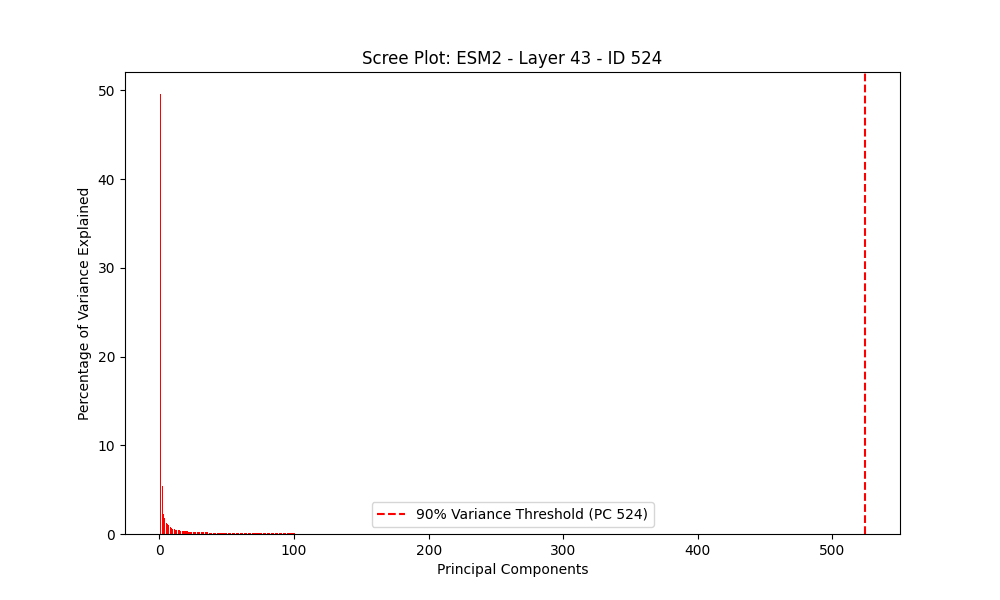 Scree Plot: ESM2 - Layer 43 - ID 524
Percentage of Variance Explained
50
40
30
20
10
0
90% Variance Threshold (PC 524)
0 100 200 300 400 500
Principal Components